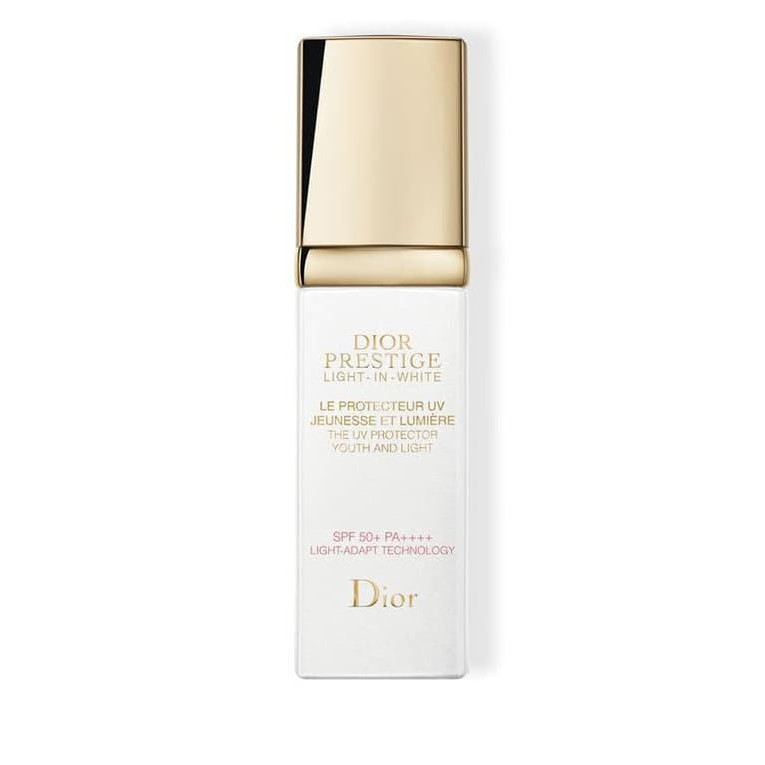 DIOR
PRESTIGE
LIGHT-IN-WHITE
LE PROTECTEUR UV
JEUNESSE ET LUMIÈRE
THE UV PROTECTOR
YOUTH AND LIGHT
SPF 50+ PA++++
LIGHT-ADAPT TECHNOLOGY
Dior